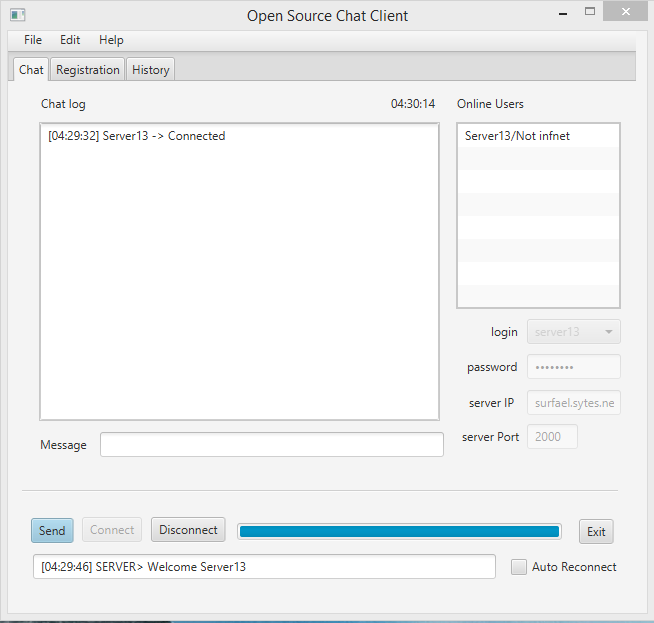 Open Source Chat Client
File Edit Help
Chat Registration History
Chat log 04:30:14 Online Users
[04:29:32] Server13 -> Connected
Server13/Not infnet
login server13
password ••••••••
server IP surfael.sytes.ne
server Port 2000
Message
Send Connect Disconnect Exit
[04:29:46] SERVER> Welcome Server13
Auto Reconnect